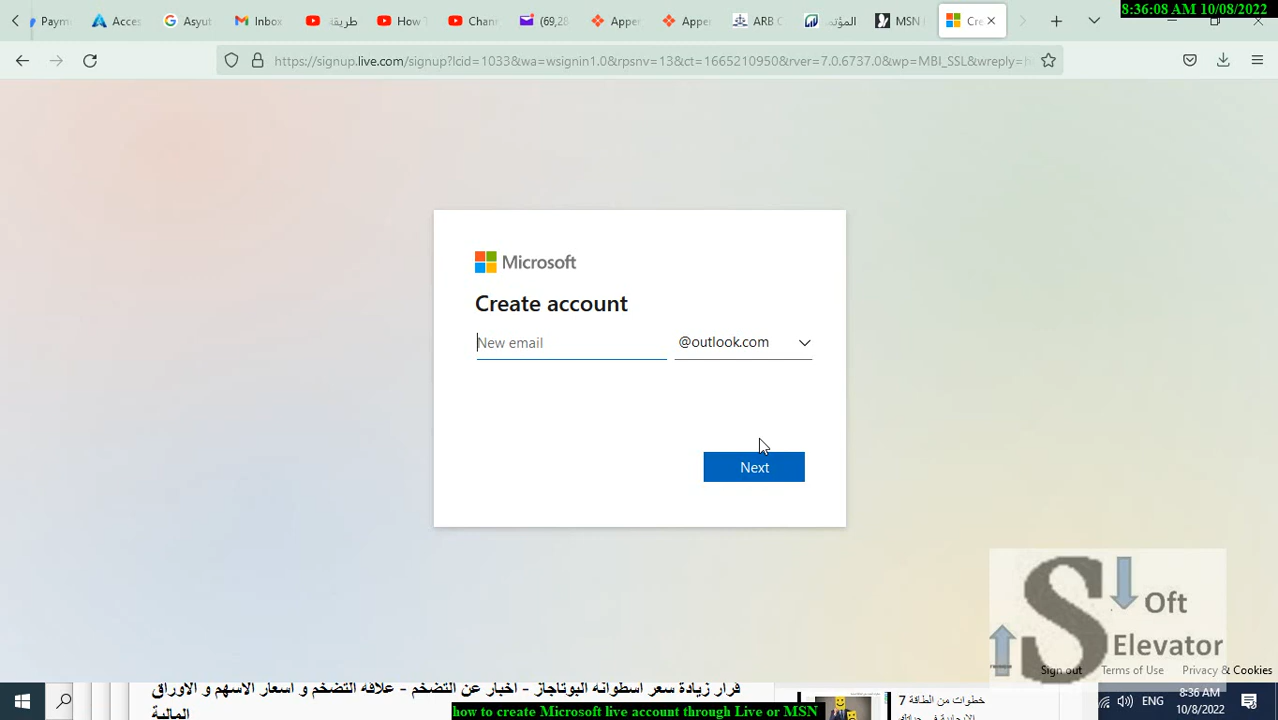 Paym
Acces
Asyut
Inbox
طريقة
How T
Chan
(69,28
Apper
Apper
ARB C
المؤتم
MSN
Cre
8:36:08 AM 10/08/2022
https://signup.live.com/signup?lcid=1033&wa=wsignin1.0&rpsnv=13&ct=1665210950&rver=7.0.6737.0&wp=MBI_SSL&wreply=h
Microsoft
Create account
New email
@outlook.com
Next
S Oft
Elevator
Sign out
Terms of Use
Privacy & Cookies
قرار زيادة سعر اسطوانه البوتاجاز - اخبار عن التضخم - علاقه التضخم و اسعار الاسهم و الاوراق
المالية
7 خطوات من الطاقة
ENG
8:36 AM
10/8/2022
how to create Microsoft live account through Live or MSN